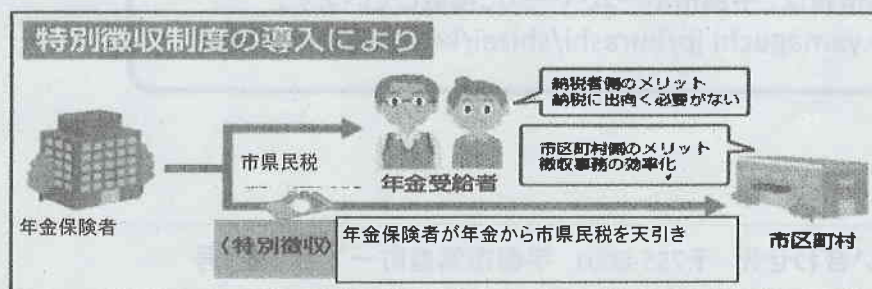 yamaguchi.jp/kurashi/shizei/k
特別徴収制度の導入により
納税者側のメリット
納税に出向く必要がない
市区町村側のメリット
徴収事務の効率化
市県民税
年金受給者
年金保険者
市区町村
〈特別徴収〉
年金保険者が年金から市県民税を天引き